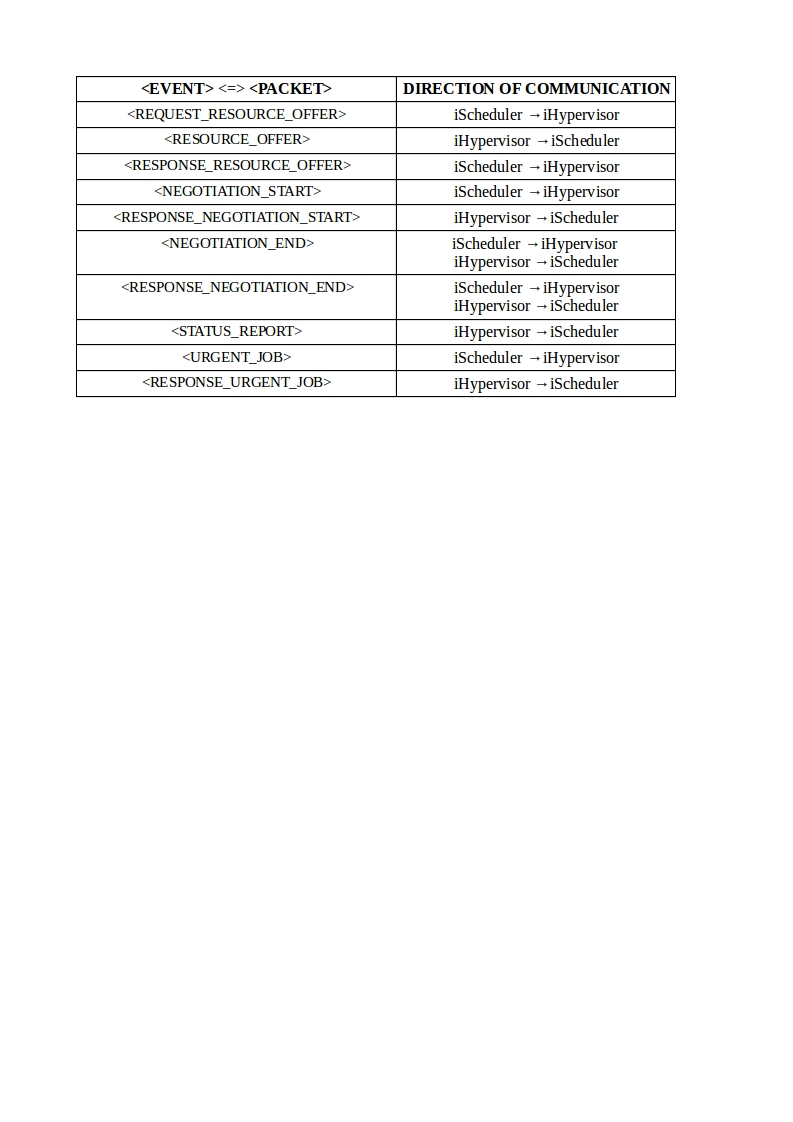 <EVENT> <=> <PACKET> DIRECTION OF COMMUNICATION
<REQUEST_RESOURCE_OFFER> iScheduler →iHypervisor
<RESOURCE_OFFER> iHypervisor →iScheduler
<RESPONSE_RESOURCE_OFFER> iScheduler →iHypervisor
<NEGOTIATION_START> iScheduler →iHypervisor
<RESPONSE_NEGOTIATION_START> iHypervisor →iScheduler
<NEGOTIATION_END> iScheduler →iHypervisor
iHypervisor →iScheduler
<RESPONSE_NEGOTIATION_END> iScheduler →iHypervisor
iHypervisor →iScheduler
<STATUS_REPORT> iHypervisor →iScheduler
<URGENT_JOB> iScheduler →iHypervisor
<RESPONSE_URGENT_JOB> iHypervisor →iScheduler